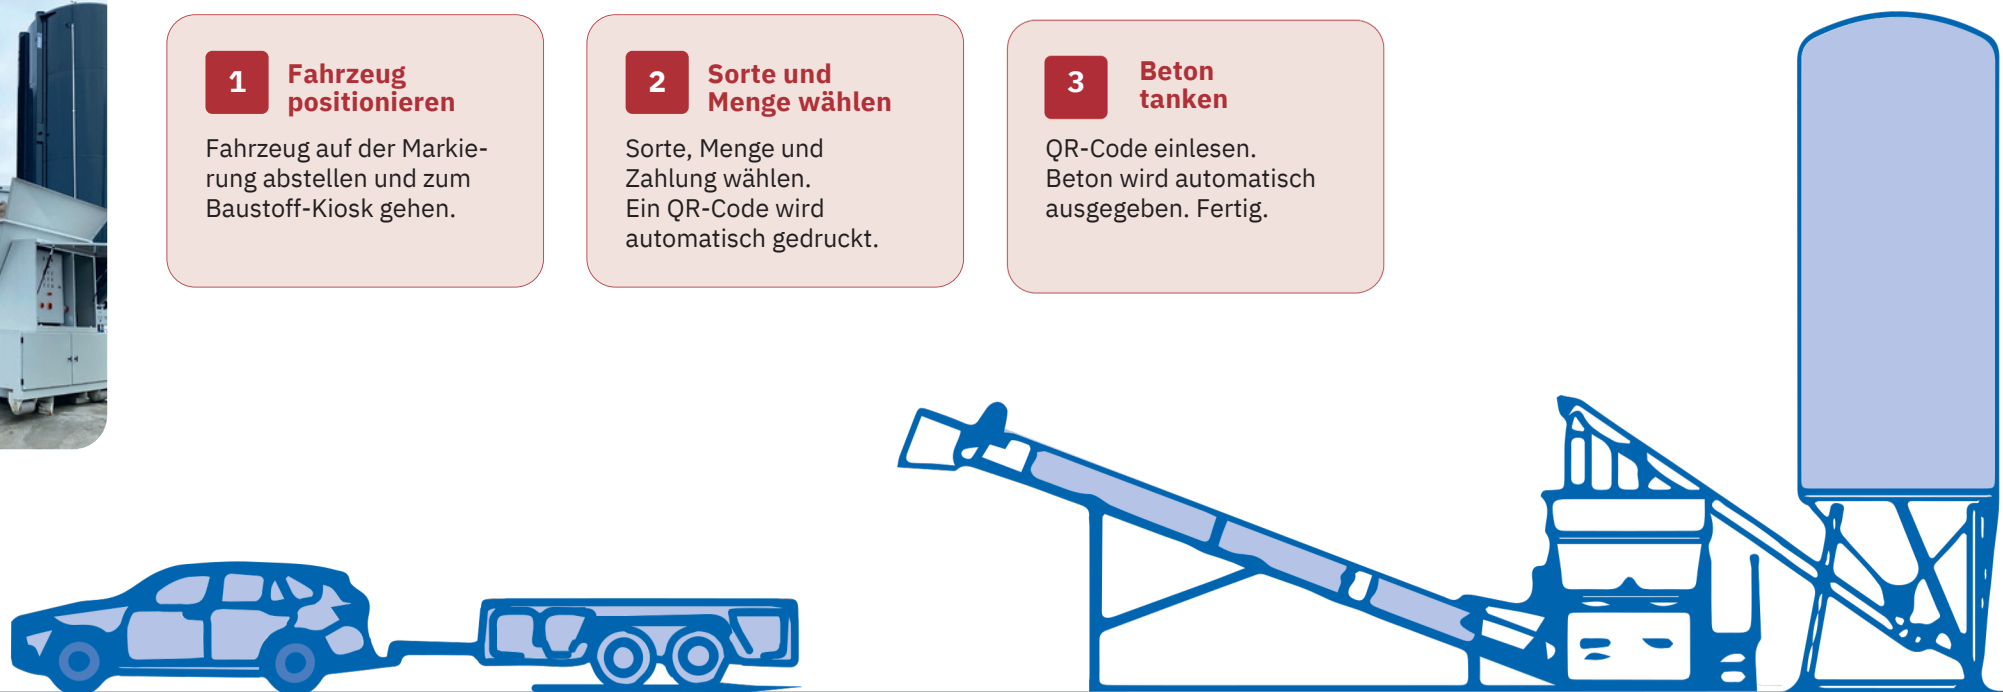 1
Fahrzeug
positionieren
Fahrzeug auf der Markie-
rung abstellen und zum
Baustoff-Kiosk gehen.
2
Sorte und
Menge wählen
Sorte, Menge und
Zahlung wählen.
Ein QR-Code wird
automatisch gedruckt.
3
Beton
tanken
QR-Code einlesen.
Beton wird automatisch
ausgegeben. Fertig.